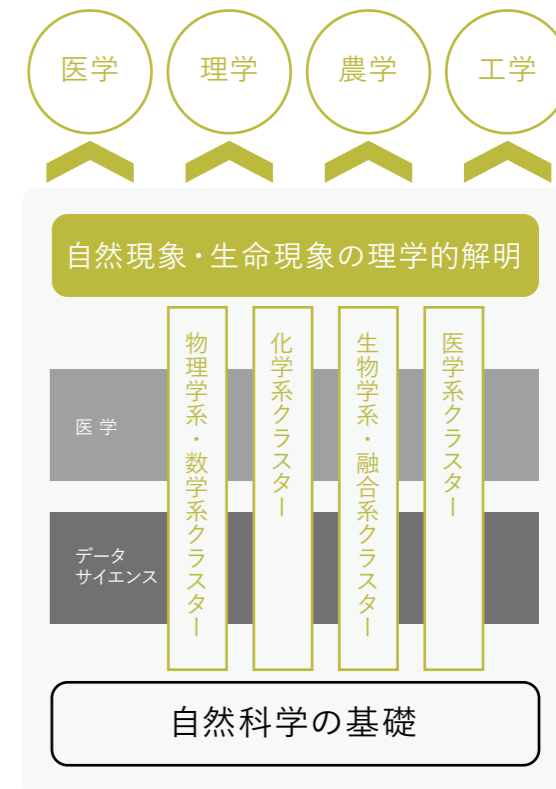 医学
理学
農学
工学
自然現象・生命現象の理学的解明
物理学系・数学系クラスター
化学系クラスター
生物学系・融合系クラスター
医学系クラスター
医学
データ
サイエンス
自然科学の基礎